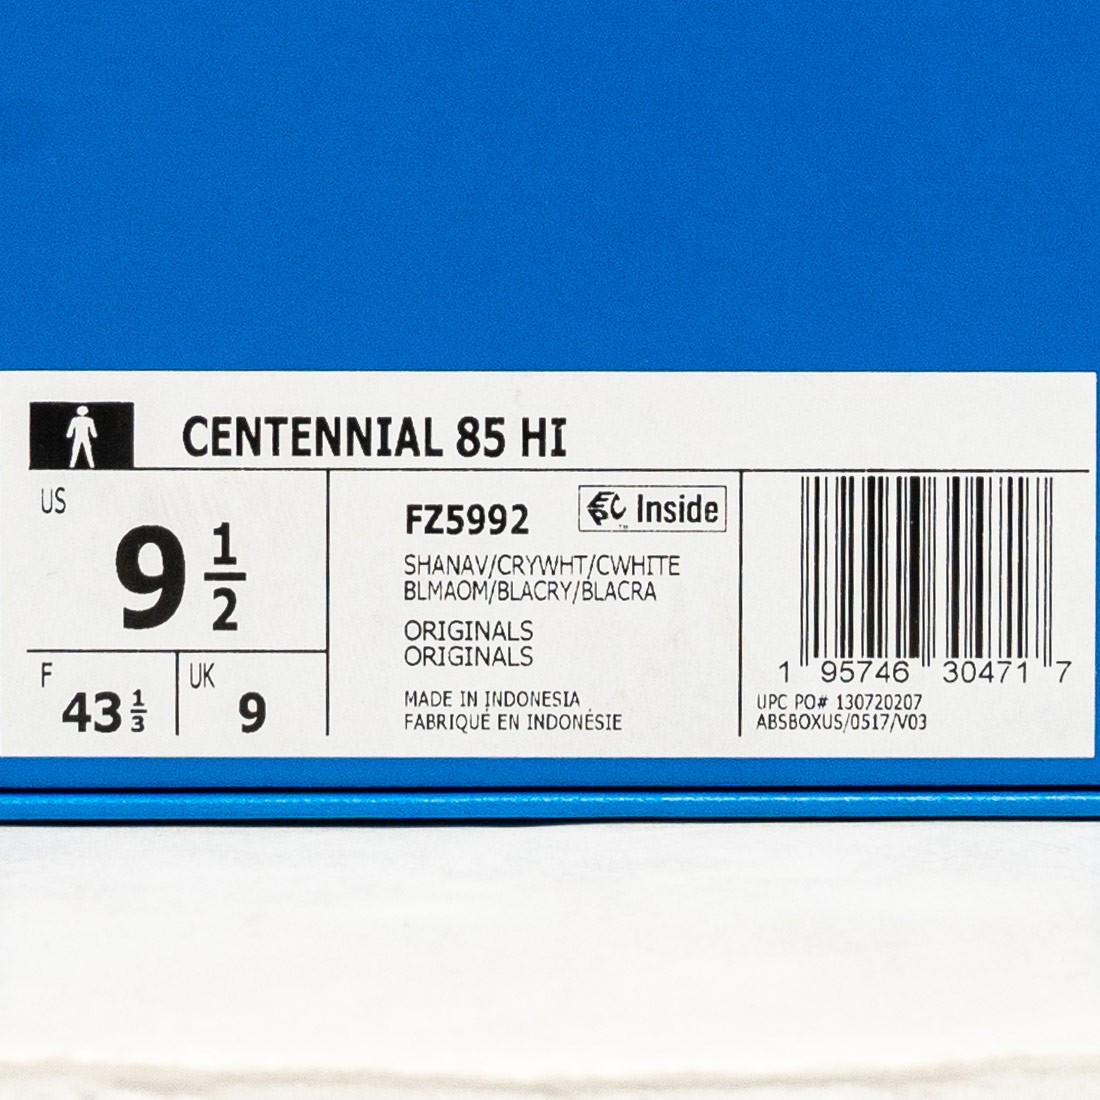 CENTENNIAL 85 HI
US
9 1/2
F
43 1/3
UK
9
FZ5992
EPC Inside
™
SHANAV/CRYWHT/CWHITE
BLMAOM/BLACRY/BLACRA
ORIGINALS
ORIGINALS
MADE IN INDONESIA
FABRIQUÉ EN INDONÉSIE
1 95746 30471 7
UPC PO# 130720207
ABSBOXUS/0517/V03